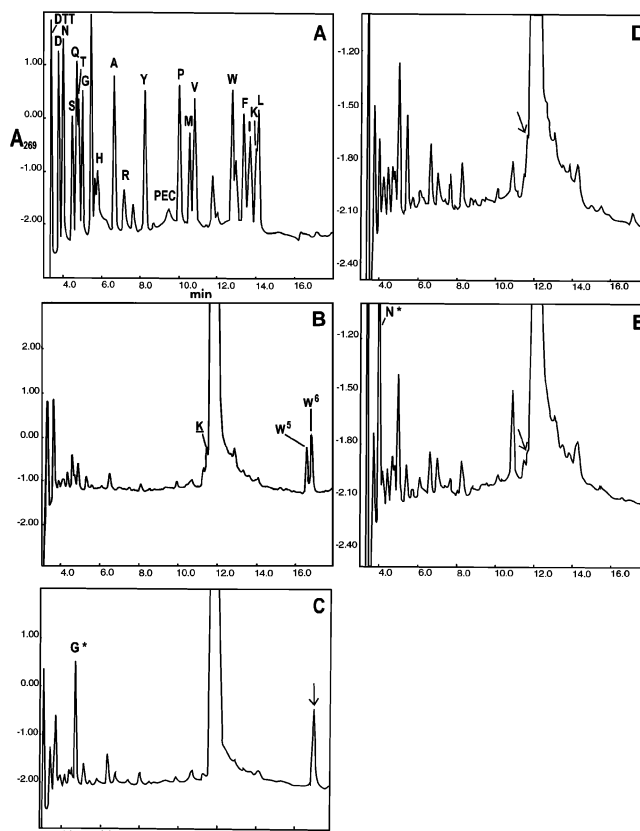 A
A269
1.00
0.00
-1.00
-2.00
DTT
D
N
Q
T
S
G
H
A
R
Y
PEC
P
M
V
W
F
I
K
L
4.0 6.0 8.0 10.0 12.0 14.0
min
B
2.00
1.00
0.00
-1.00
-2.00
K
W5
W6
4.0 6.0 8.0 10.0 12.0 14.0 16.0
C
1.00
0.00
-1.00
-2.00
G*
D
-1.20
-1.50
-1.80
-2.10
-2.40
4.0 6.0 8.0 10.0 12.0 14.0 16.0
-1.20
-1.50
-1.80
-2.10
-2.40
N*
4.0 6.0 8.0 10.0 12.0 14.0 16.0